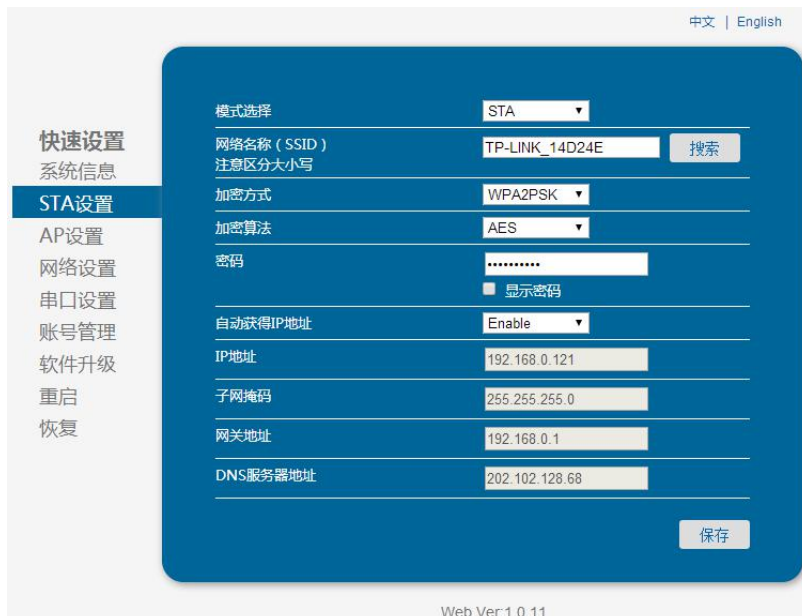 中文 | English
快速设置
系统信息
STA设置
AP设置
网络设置
串口设置
账号管理
软件升级
重启
恢复
模式选择 STA
网络名称(SSID) TP-LINK_14D24E 搜索
注意区分大小写
加密方式 WPA2PSK
加密算法 AES
密码 ••••••••••
显示密码
自动获得IP地址 Enable
IP地址 192.168.0.121
子网掩码 255.255.255.0
网关地址 192.168.0.1
DNS服务器地址 202.102.128.68
保存
Web Ver:1.0.11